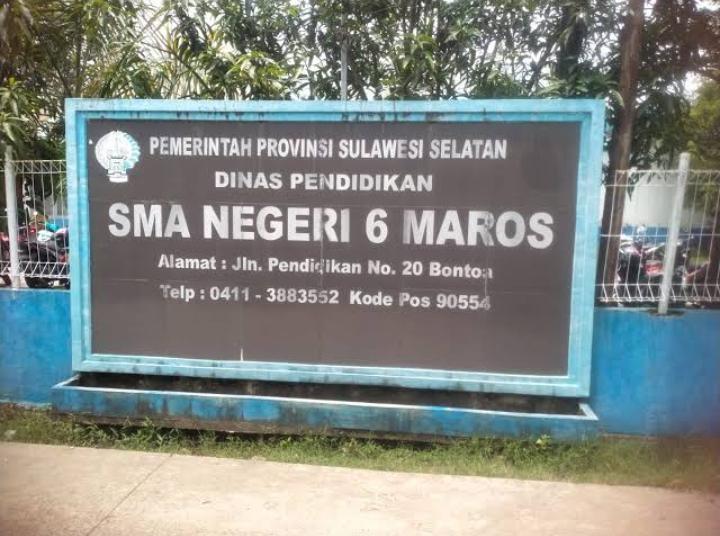 PEMERINTAH PROVINSI SULAWESI SELATAN
DINAS PENDIDIKAN
SMA NEGERI 6 MAROS
Alamat : Jln. Pendidikan No. 20 Bontoa
Telp : 0411 - 3883552 Kode Pos 90554